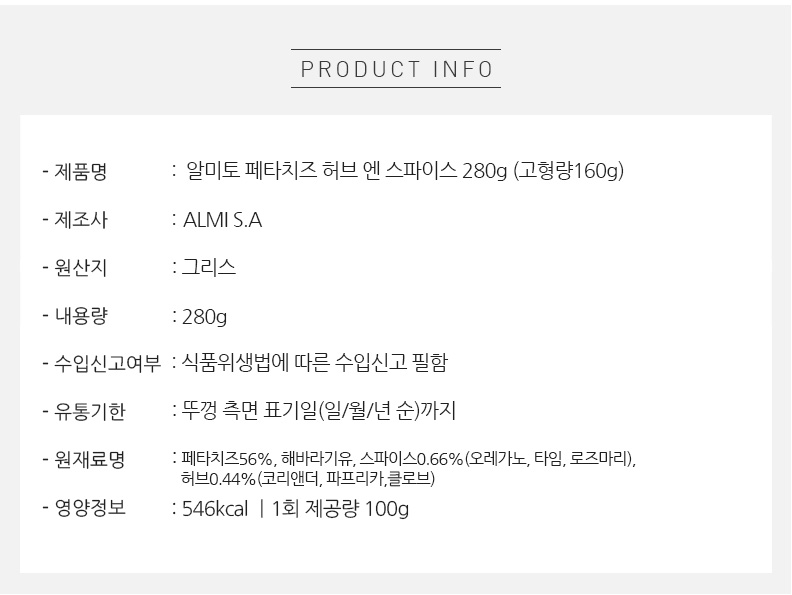 PRODUCT INFO
- 제품명 : 알미토 페타치즈 허브 엔 스파이스 280g (고형량160g)
- 제조사 : ALMI S.A
- 원산지 : 그리스
- 내용량 : 280g
- 수입신고여부 : 식품위생법에 따른 수입신고 필함
- 유통기한 : 뚜껑 측면 표기일(일/월/년 순)까지
- 원재료명 : 페타치즈56%, 해바라기유, 스파이스0.66%(오레가노, 타임, 로즈마리),
허브0.44%(코리앤더, 파프리카,클로브)
- 영양정보 : 546kcal | 1회 제공량 100g